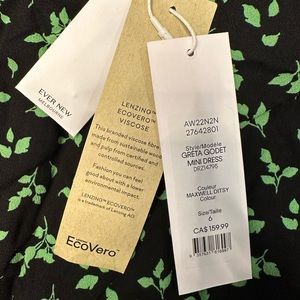 EVER NEW
MELBOURNE
LENZING™
ECOVERO™
VISCOSE
This branded viscose fibre
made from sustainable wood
and pulp from certified and
controlled sources.
Fashion you can feel
good about with a lower
environmental impact.
LENZING™ ECOVERO™
is a Trademark of Lenzing AG
EcoVero™
AW22N2N
27642801
Style/Modèle
GRETA GODET
MINI DRESS
DRZ14795
Couleur
MAXWELL DITSY
Colour
Size/Taille
6
CA$ 159.99